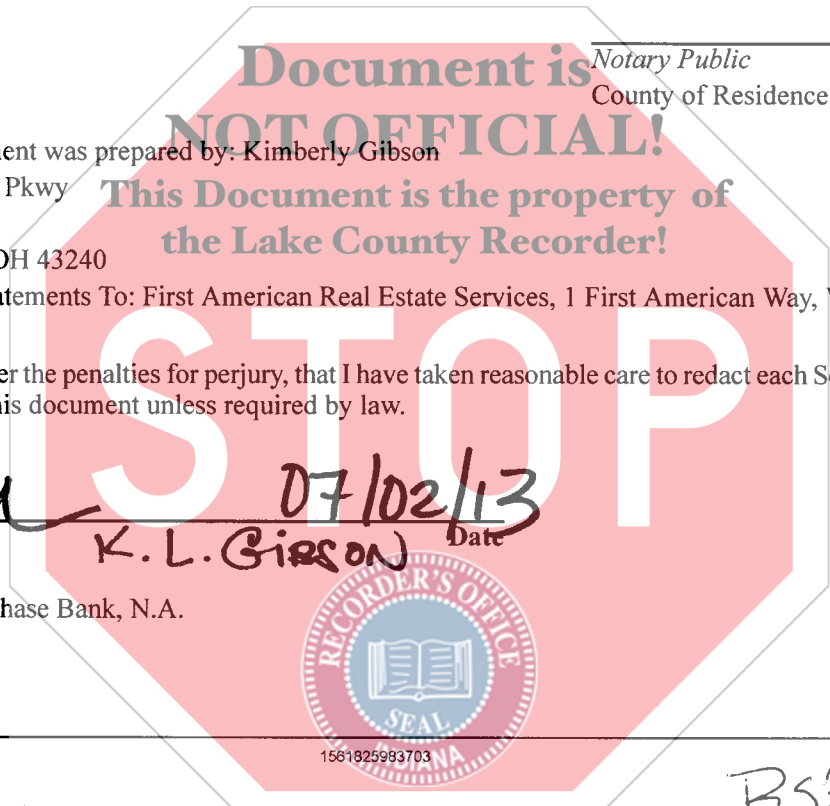 Document is
Notary Public
County of Residence
NOT OFFICIAL!
ent was prepared by: Kimberly Gibson
Pkwy
This Document is the property of
the Lake County Recorder!
OH 43240
atements To: First American Real Estate Services, 1 First American Way,
er the penalties for perjury, that I have taken reasonable care to redact each S
is document unless required by law.
STOP
07/02/13
K. L. GIBSON
Date
hase Bank, N.A.
RECORDER'S OFFICE
SEAL
INDIANA
1561825983703